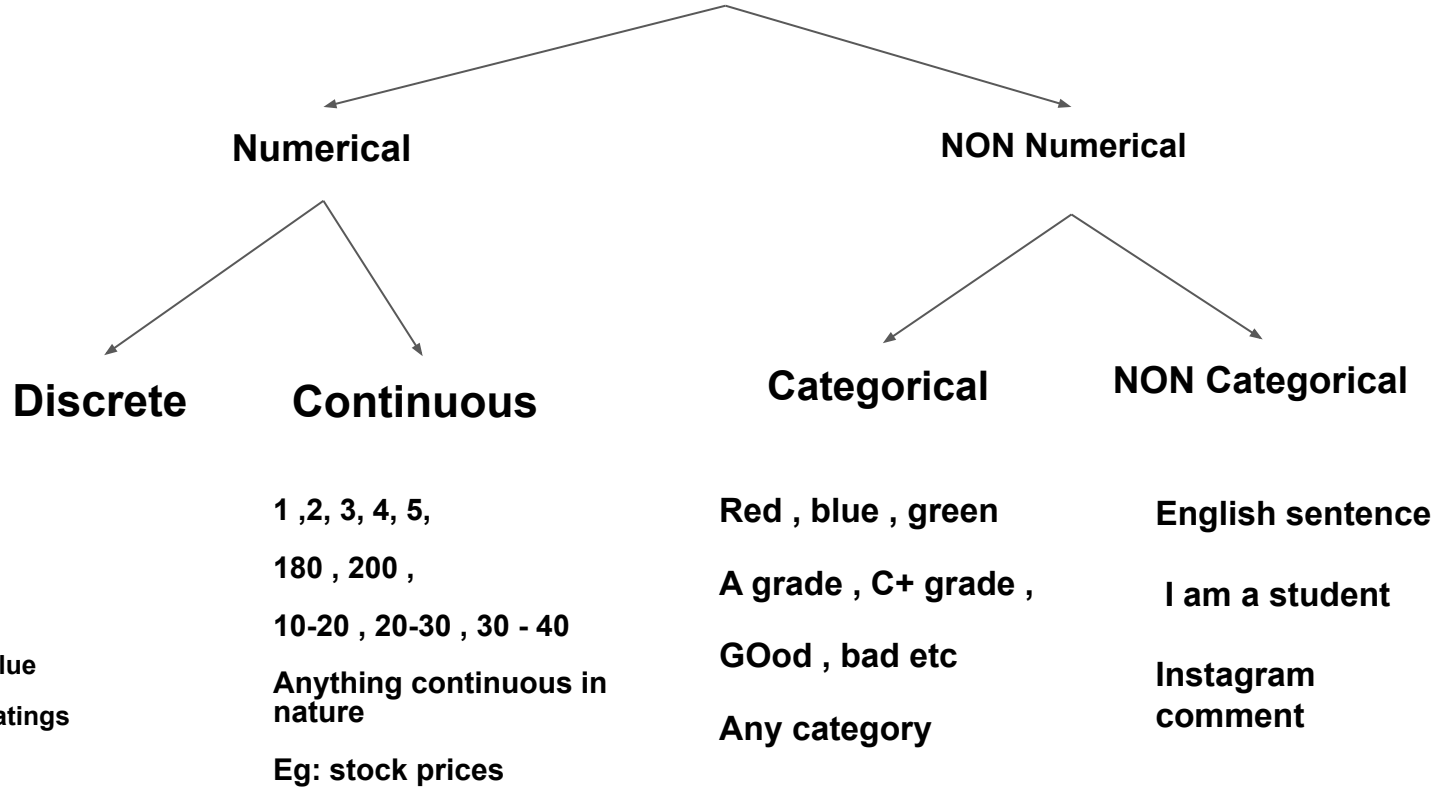 Numerical
NON Numerical
Discrete
Continuous
Categorical
NON Categorical
1 ,2, 3, 4, 5,
180 , 200 ,
10-20 , 20-30 , 30 - 40
Anything continuous in
nature
Eg: stock prices
Red , blue , green
A grade , C+ grade ,
GOod , bad etc
Any category
English sentence
I am a student
Instagram
comment